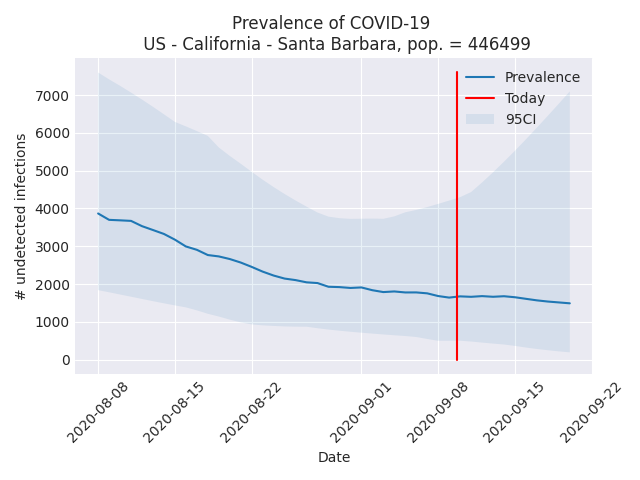 Prevalence of COVID-19
US - California - Santa Barbara, pop. = 446499
Prevalence
Today
95CI
# undetected infections
7000
6000
5000
4000
3000
2000
1000
0
2020-08-08
2020-08-15
2020-08-22
2020-09-01
2020-09-08
2020-09-15
2020-09-22
Date